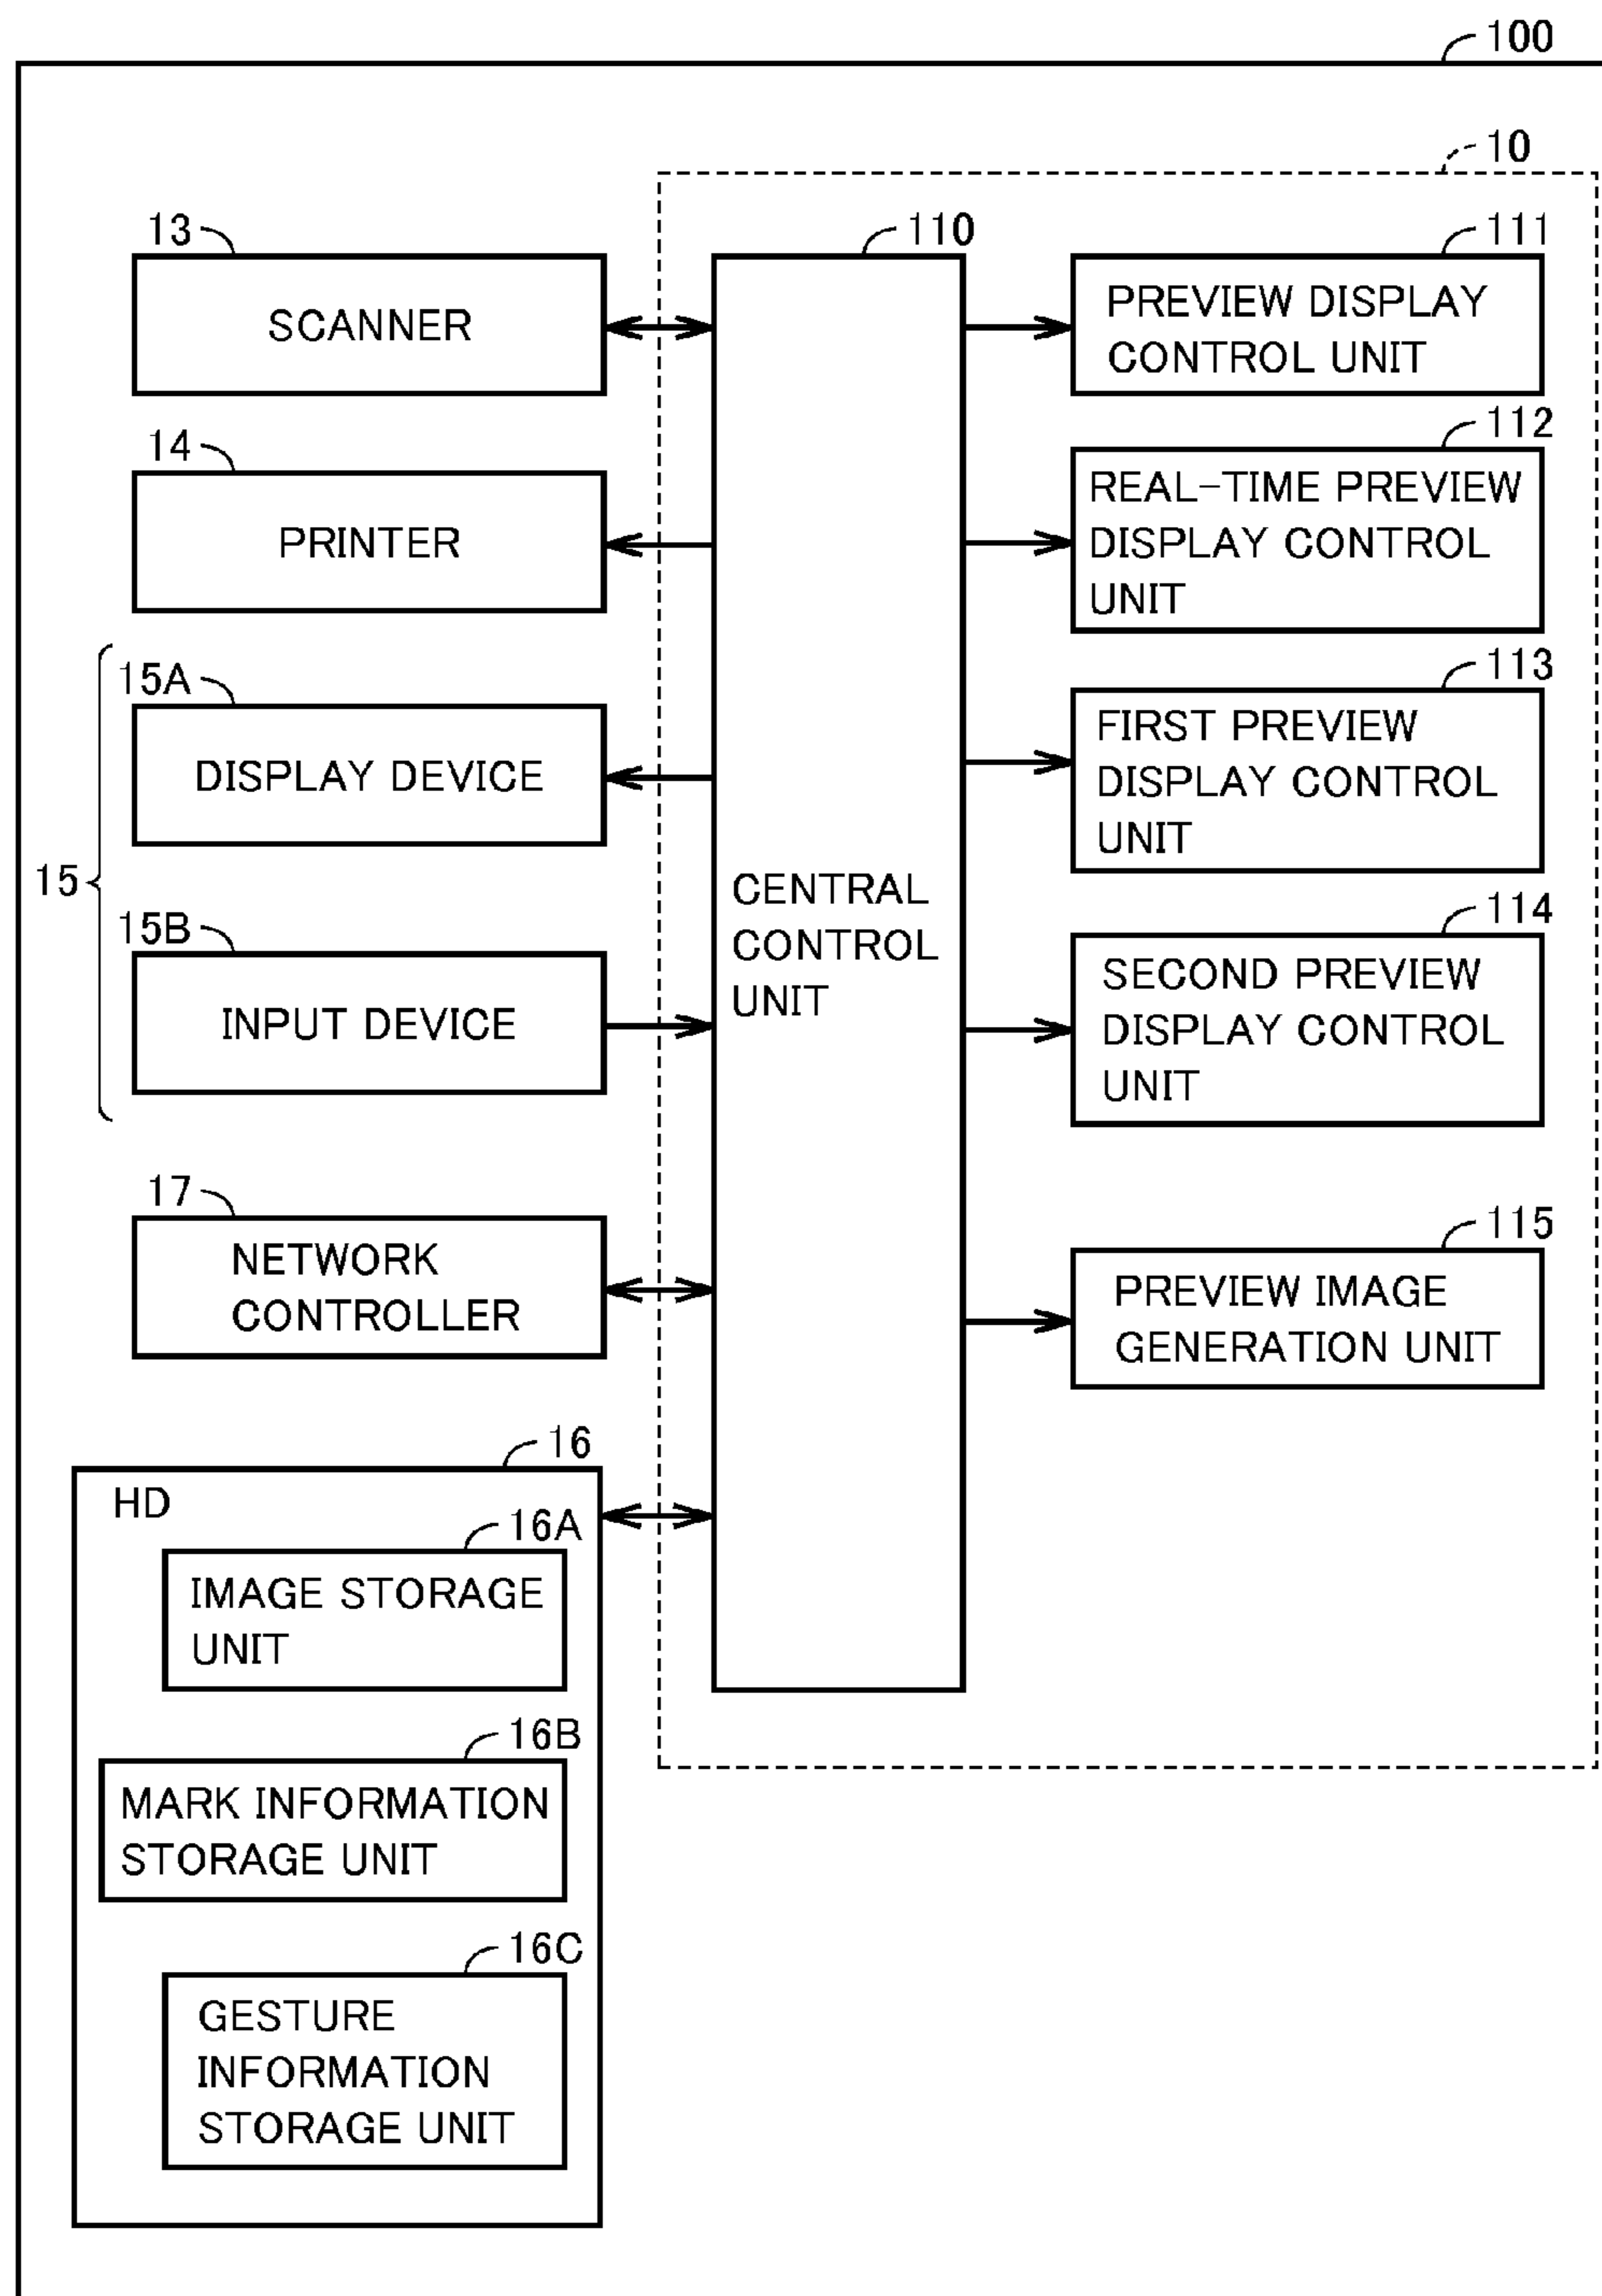 100
10
13
SCANNER
14
PRINTER
15
15A
DISPLAY DEVICE
15B
INPUT DEVICE
17
NETWORK
CONTROLLER
16
HD
16A
IMAGE STORAGE
UNIT
16B
MARK INFORMATION
STORAGE UNIT
16C
GESTURE
INFORMATION
STORAGE UNIT
110
CENTRAL
CONTROL
UNIT
111
PREVIEW DISPLAY
CONTROL UNIT
112
REAL-TIME PREVIEW
DISPLAY CONTROL
UNIT
113
FIRST PREVIEW
DISPLAY CONTROL
UNIT
114
SECOND PREVIEW
DISPLAY CONTROL
UNIT
115
PREVIEW IMAGE
GENERATION UNIT